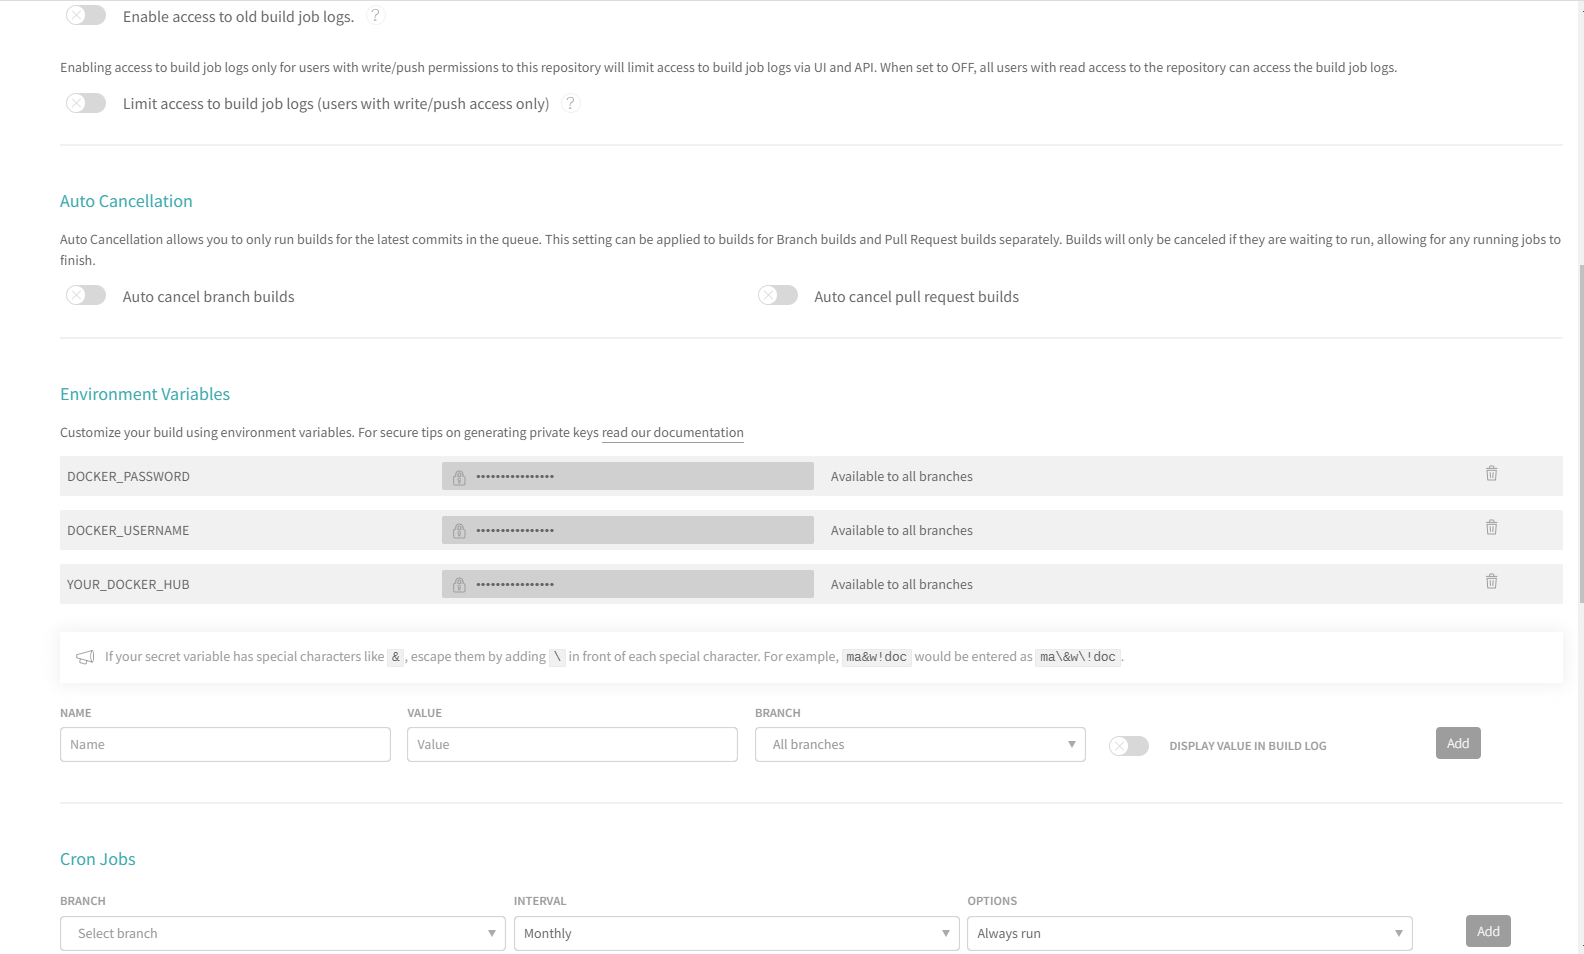 Enable access to old build job logs. ?
Enabling access to build job logs only for users with write/push permissions to this repository will limit access to build job logs via UI and API. When set to OFF, all users with read access to the repository can access the build job logs.
Limit access to build job logs (users with write/push access only) ?
Auto Cancellation
Auto Cancellation allows you to only run builds for the latest commits in the queue. This setting can be applied to builds for Branch builds and Pull Request builds separately. Builds will only be canceled if they are waiting to run, allowing for any running jobs to
finish.
Auto cancel branch builds Auto cancel pull request builds
Environment Variables
Customize your build using environment variables. For secure tips on generating private keys read our documentation
DOCKER_PASSWORD •••••••••••••••• Available to all branches
DOCKER_USERNAME •••••••••••••••• Available to all branches
YOUR_DOCKER_HUB •••••••••••••••• Available to all branches
If your secret variable has special characters like & , escape them by adding \ in front of each special character. For example, ma&w!doc would be entered as ma\&w\!doc .
NAME VALUE BRANCH
Name Value All branches DISPLAY VALUE IN BUILD LOG Add
Cron Jobs
BRANCH INTERVAL OPTIONS
Select branch Monthly Always run Add